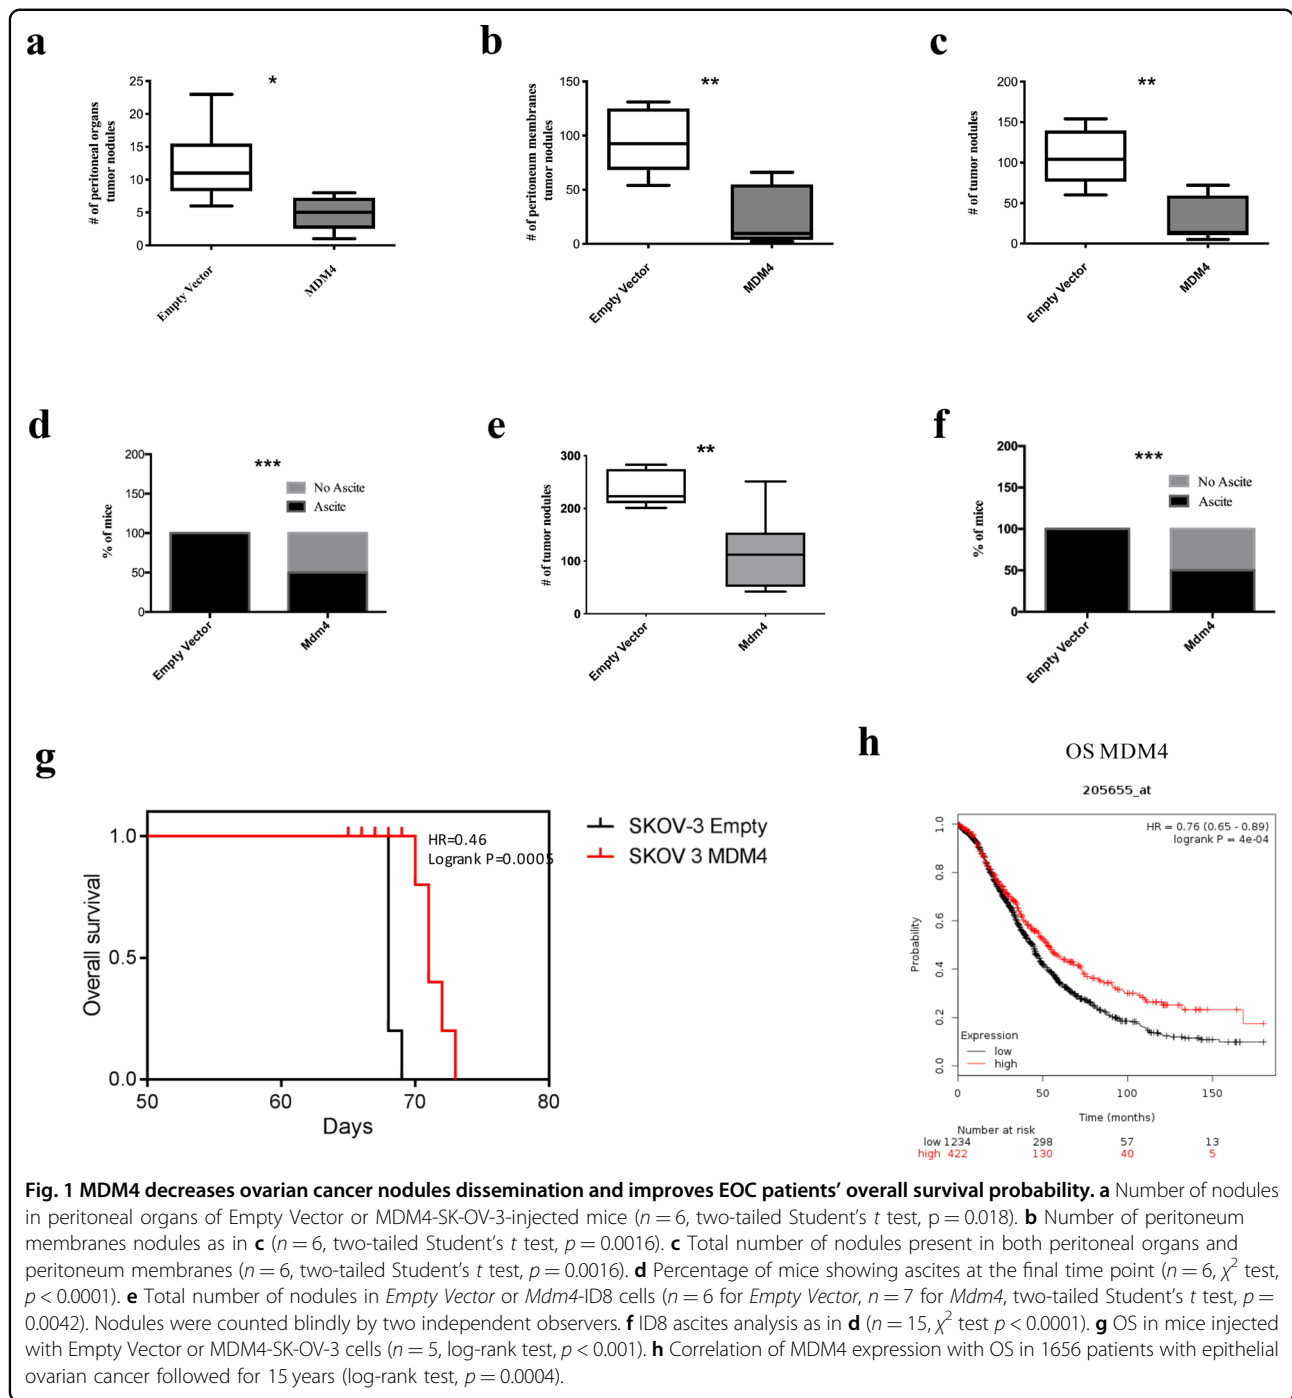 a
# of peritoneal organs
tumor nodules
25
20
15
10
5
0
*
Empty Vector
MDM4
b
# of peritoneum membranes
tumor nodules
150
100
50
0
**
Empty Vector
MDM4
c
# of tumor nodules
200
150
100
50
0
**
Empty Vector
MDM4
d
% of mice
200
150
100
50
0
***
No Ascite
Ascite
Empty Vector
Mdm4
e
# of tumor nodules
300
200
100
0
**
Empty Vector
Mdm4
f
% of mice
200
150
100
50
0
***
No Ascite
Ascite
Empty Vector
Mdm4
g
Overall survival
1.0
0.5
0.0
HR=0.46
Logrank P=0.0005
SKOV-3 Empty
SKOV 3 MDM4
50 60 70 80
Days
h
OS MDM4
205655_at
HR = 0.76 (0.65 - 0.89)
logrank P = 4e-04
Probability
1.0
0.8
0.6
0.4
0.2
0.0
Expression
low
high
0 50 100 150
Time (months)
Number at risk
low 1234 298 57 13
high 422 130 40 5
Fig. 1 MDM4 decreases ovarian cancer nodules dissemination and improves EOC patients' overall survival probability. a Number of nodules
in peritoneal organs of Empty Vector or MDM4-SK-OV-3-injected mice (n = 6, two-tailed Student's t test, p = 0.018). b Number of peritoneum
membranes nodules as in c (n = 6, two-tailed Student's t test, p = 0.0016). c Total number of nodules present in both peritoneal organs and
peritoneum membranes (n = 6, two-tailed Student's t test, p = 0.0016). d Percentage of mice showing ascites at the final time point (n = 6, χ² test,
p < 0.0001). e Total number of nodules in Empty Vector or Mdm4-ID8 cells (n = 6 for Empty Vector, n = 7 for Mdm4, two-tailed Student's t test, p =
0.0042). Nodules were counted blindly by two independent observers. f ID8 ascites analysis as in d (n = 15, χ² test p < 0.0001). g OS in mice injected
with Empty Vector or MDM4-SK-OV-3 cells (n = 5, log-rank test, p < 0.001). h Correlation of MDM4 expression with OS in 1656 patients with epithelial
ovarian cancer followed for 15 years (log-rank test, p = 0.0004).